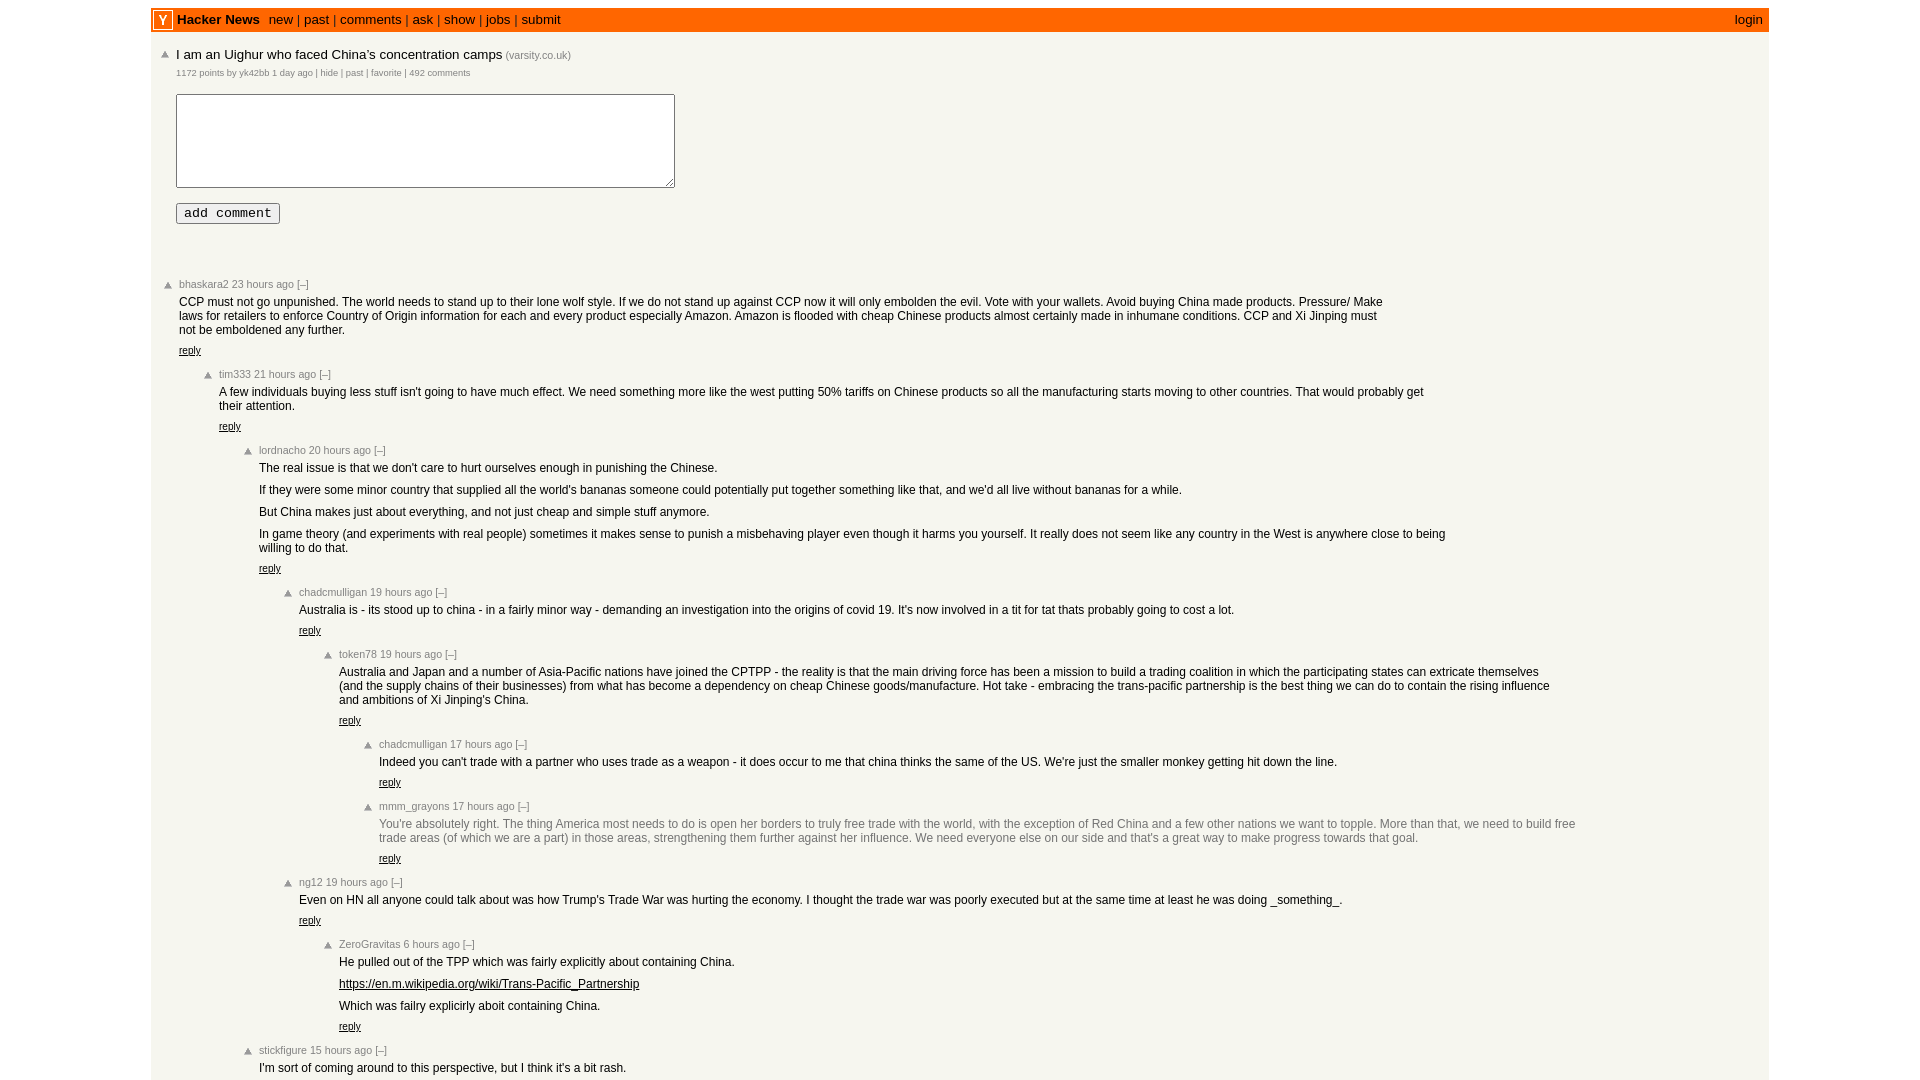 Y Hacker News new | past | comments | ask | show | jobs | submit login
I am an Uighur who faced China's concentration camps (varsity.co.uk)
1172 points by yk42bb 1 day ago | hide | past | favorite | 492 comments
add comment
bhaskara2 23 hours ago [–]
CCP must not go unpunished. The world needs to stand up to their lone wolf style. If we do not stand up against CCP now it will only embolden the evil. Vote with your wallets. Avoid buying China made products. Pressure/ Make
laws for retailers to enforce Country of Origin information for each and every product especially Amazon. Amazon is flooded with cheap Chinese products almost certainly made in inhumane conditions. CCP and Xi Jinping must
not be emboldened any further.
reply
tim333 21 hours ago [–]
A few individuals buying less stuff isn't going to have much effect. We need something more like the west putting 50% tariffs on Chinese products so all the manufacturing starts moving to other countries. That would probably get
their attention.
reply
lordnacho 20 hours ago [–]
The real issue is that we don't care to hurt ourselves enough in punishing the Chinese.
If they were some minor country that supplied all the world's bananas someone could potentially put together something like that, and we'd all live without bananas for a while.
But China makes just about everything, and not just cheap and simple stuff anymore.
In game theory (and experiments with real people) sometimes it makes sense to punish a misbehaving player even though it harms you yourself. It really does not seem like any country in the West is anywhere close to being
willing to do that.
reply
chadcmulligan 19 hours ago [–]
Australia is - its stood up to china - in a fairly minor way - demanding an investigation into the origins of covid 19. It's now involved in a tit for tat thats probably going to cost a lot.
reply
token78 19 hours ago [–]
Australia and Japan and a number of Asia-Pacific nations have joined the CPTPP - the reality is that the main driving force has been a mission to build a trading coalition in which the participating states can extricate themselves
(and the supply chains of their businesses) from what has become a dependency on cheap Chinese goods/manufacture. Hot take - embracing the trans-pacific partnership is the best thing we can do to contain the rising influence
and ambitions of Xi Jinping's China.
reply
chadcmulligan 17 hours ago [–]
Indeed you can't trade with a partner who uses trade as a weapon - it does occur to me that china thinks the same of the US. We're just the smaller monkey getting hit down the line.
reply
mmm_grayons 17 hours ago [–]
You're absolutely right. The thing America most needs to do is open her borders to truly free trade with the world, with the exception of Red China and a few other nations we want to topple. More than that, we need to build free
trade areas (of which we are a part) in those areas, strengthening them further against her influence. We need everyone else on our side and that's a great way to make progress towards that goal.
reply
ng12 19 hours ago [–]
Even on HN all anyone could talk about was how Trump's Trade War was hurting the economy. I thought the trade war was poorly executed but at the same time at least he was doing _something_.
reply
ZeroGravitas 6 hours ago [–]
He pulled out of the TPP which was fairly explicitly about containing China.
https://en.m.wikipedia.org/wiki/Trans-Pacific_Partnership
Which was failry explicirly aboit containing China.
reply
stickfigure 15 hours ago [–]
I'm sort of coming around to this perspective, but I think it's a bit rash.